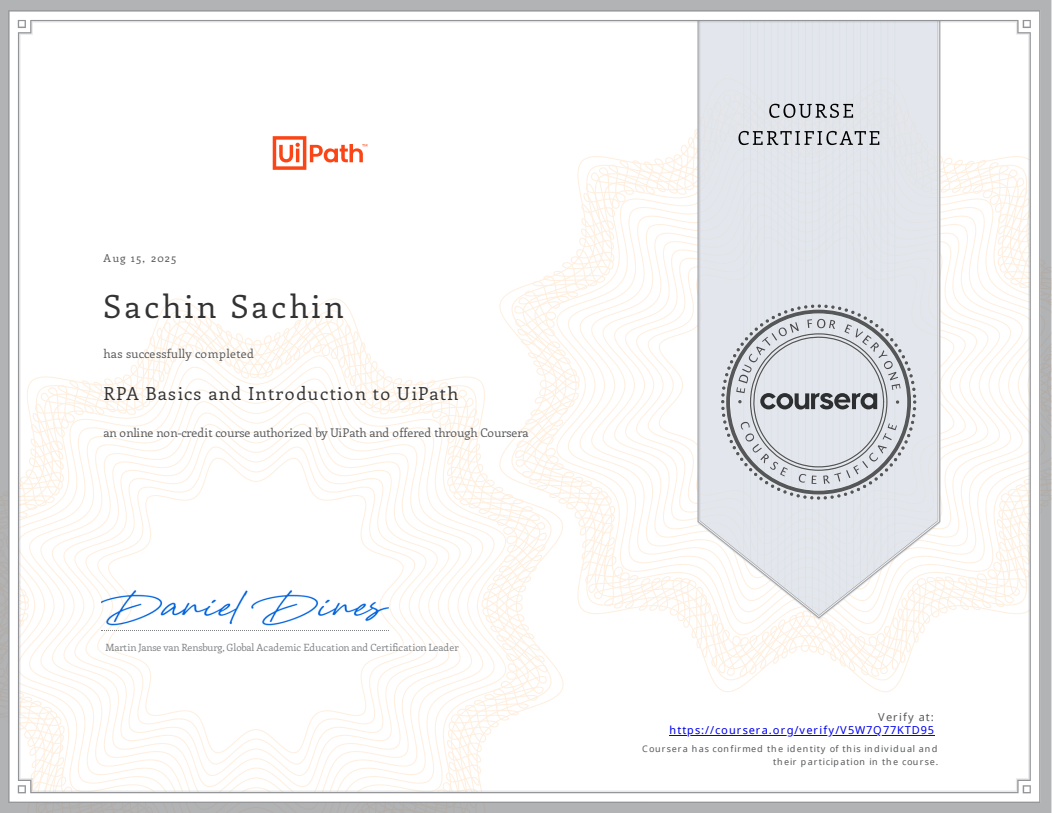 UiPath™
COURSE
CERTIFICATE
Aug 15, 2025
Sachin Sachin
has successfully completed
RPA Basics and Introduction to UiPath
an online non-credit course authorized by UiPath and offered through Coursera
EDUCATION FOR EVERYONE
coursera
COURSE CERTIFICATE
Daniel Dines
Martin Janse van Rensburg, Global Academic Education and Certification Leader
Verify at:
https://coursera.org/verify/V5W7Q77KTD95
Coursera has confirmed the identity of this individual and
their participation in the course.